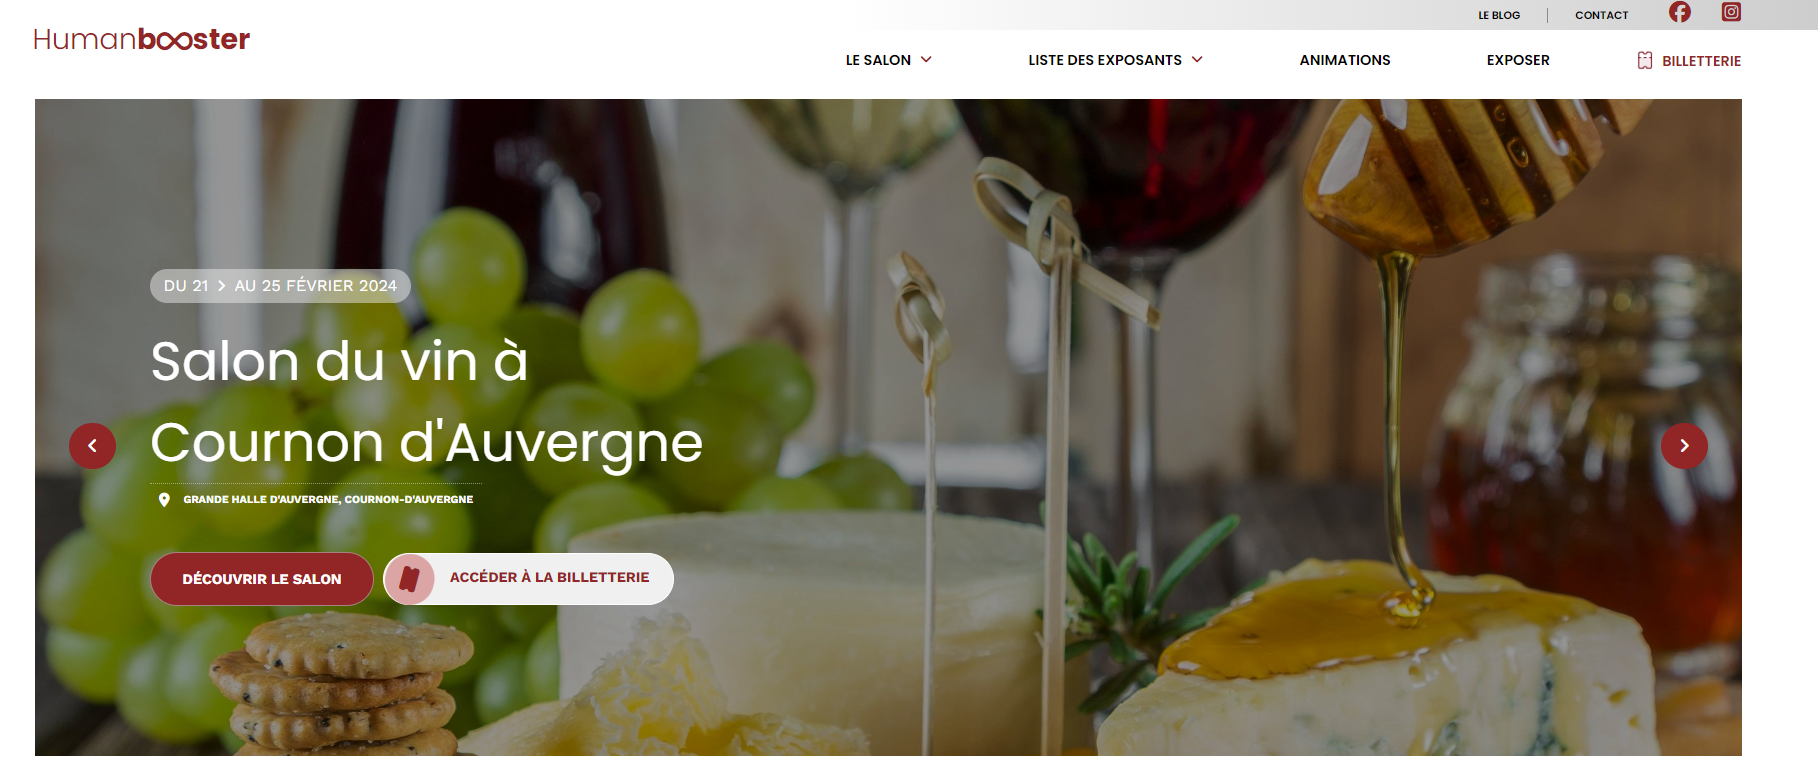 LE BLOG
CONTACT
Humanbooster
LE SALON
LISTE DES EXPOSANTS
ANIMATIONS
EXPOSER
BILLETTERIE
DU 21 > AU 25 FÉVRIER 2024
Salon du vin à
Cournon d'Auvergne
GRANDE HALLE D'AUVERGNE, COURNON-D'AUVERGNE
DÉCOUVRIR LE SALON
ACCÉDER À LA BILLETTERIE